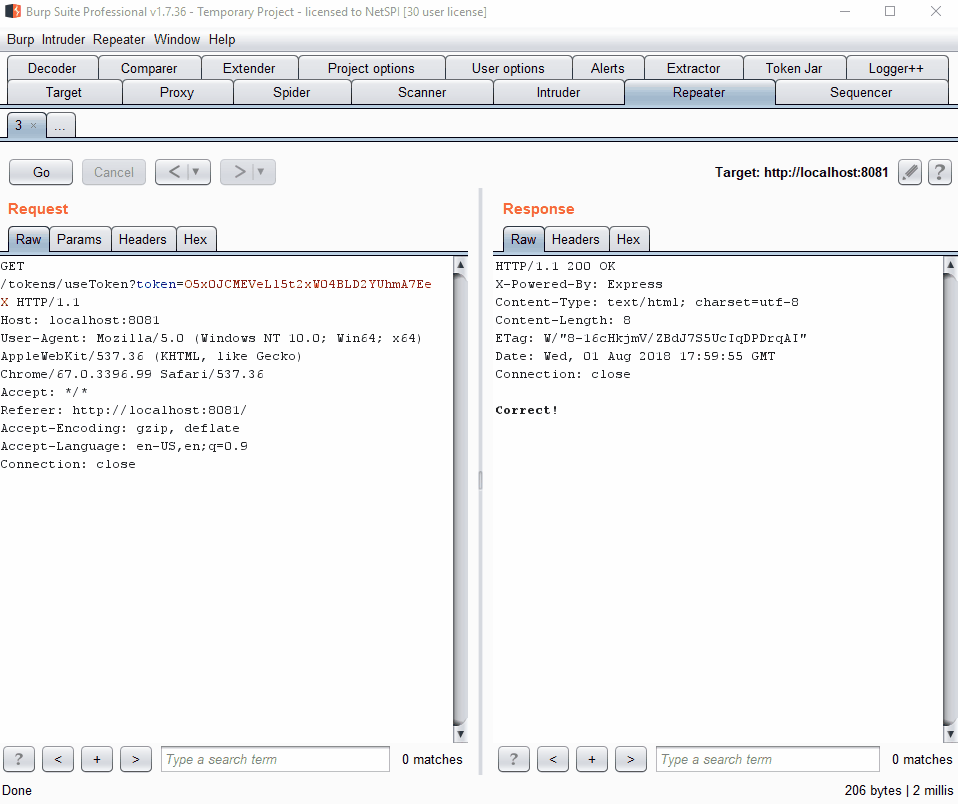 Burp Suite Professional v1.7.36 - Temporary Project - licensed to NetSPI [30 user license]
Burp Intruder Repeater Window Help
Decoder Comparer Extender Project options User options Alerts Extractor Token Jar Logger++
Target Proxy Spider Scanner Intruder Repeater Sequencer
3 × ...
Go Cancel < ▼ > ▼ Target: http://localhost:8081 ?
Request
Raw Params Headers Hex
GET
/tokens/useToken?token=O5x0JCMEVeL15t2xW04BLD2YUhmA7Ee
X HTTP/1.1
Host: localhost:8081
User-Agent: Mozilla/5.0 (Windows NT 10.0; Win64; x64)
AppleWebKit/537.36 (KHTML, like Gecko)
Chrome/67.0.3396.99 Safari/537.36
Accept: */*
Referer: http://localhost:8081/
Accept-Encoding: gzip, deflate
Accept-Language: en-US,en;q=0.9
Connection: close
? < + > Type a search term 0 matches
Response
Raw Headers Hex
HTTP/1.1 200 OK
X-Powered-By: Express
Content-Type: text/html; charset=utf-8
Content-Length: 8
ETag: W/"8-16cHkjmV/ZBdJ7S5UcIqDPDrqAI"
Date: Wed, 01 Aug 2018 17:59:55 GMT
Connection: close
Correct!
? < + > Type a search term 0 matches
Done 206 bytes | 2 millis